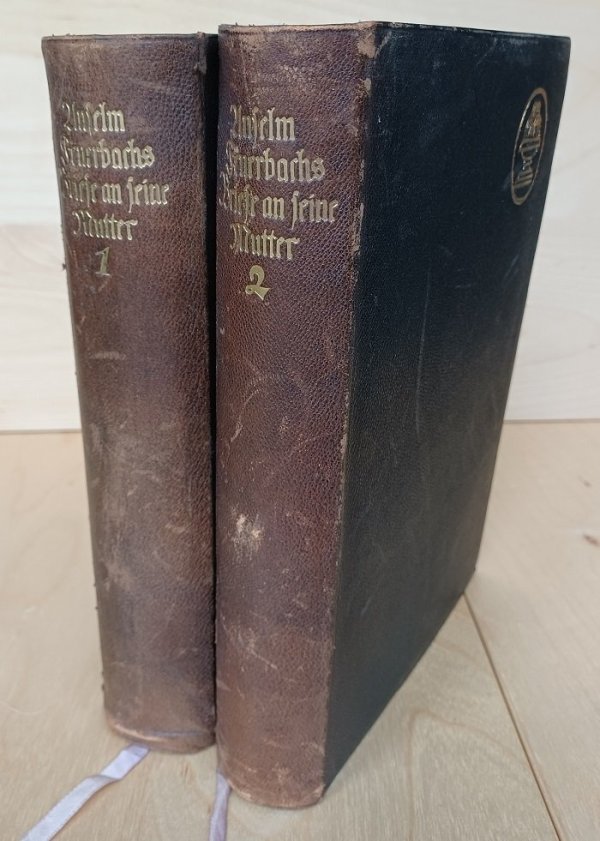 Anselm
Feuerbachs
Briefe an seine
Mutter
1
Anselm
Feuerbachs
Briefe an seine
Mutter
2